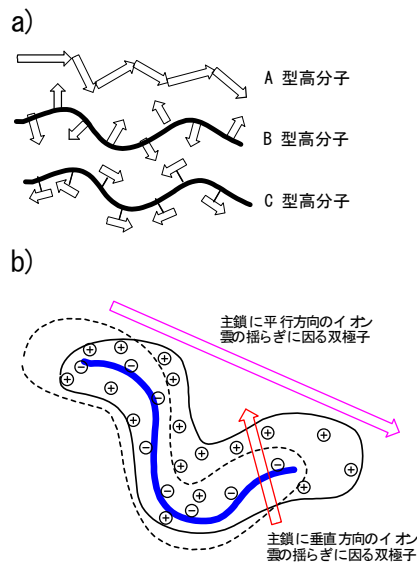 a)
A 型高分子
B 型高分子
C 型高分子
b)
主鎖に平行方向のイオン
雲の揺らぎに因る双極子
主鎖に垂直方向のイオン
雲の揺らぎに因る双極子